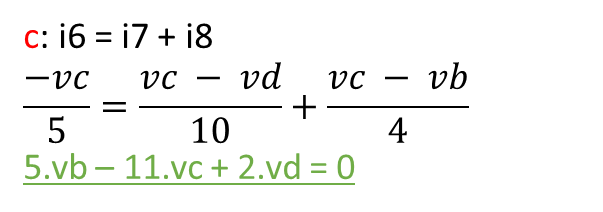 c: i6 = i7 + i8
−vc/5 = vc − vd/10 + vc − vb/4
5.vb – 11.vc + 2.vd = 0